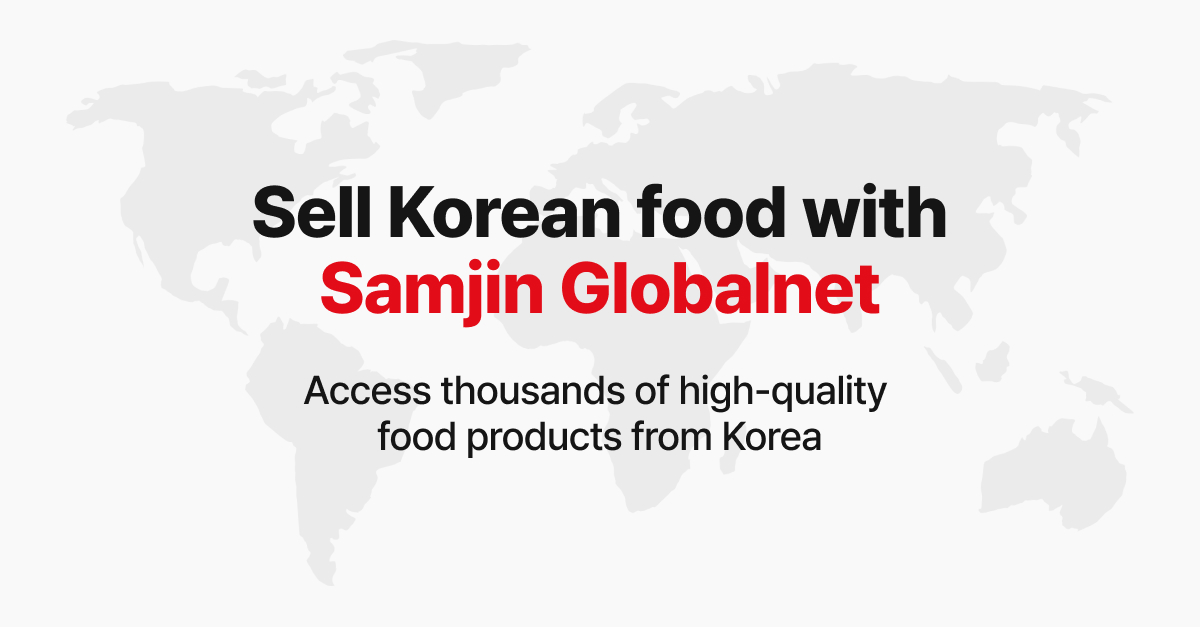 Sell Korean food with
Samjin Globalnet
Access thousands of high-quality
food products from Korea